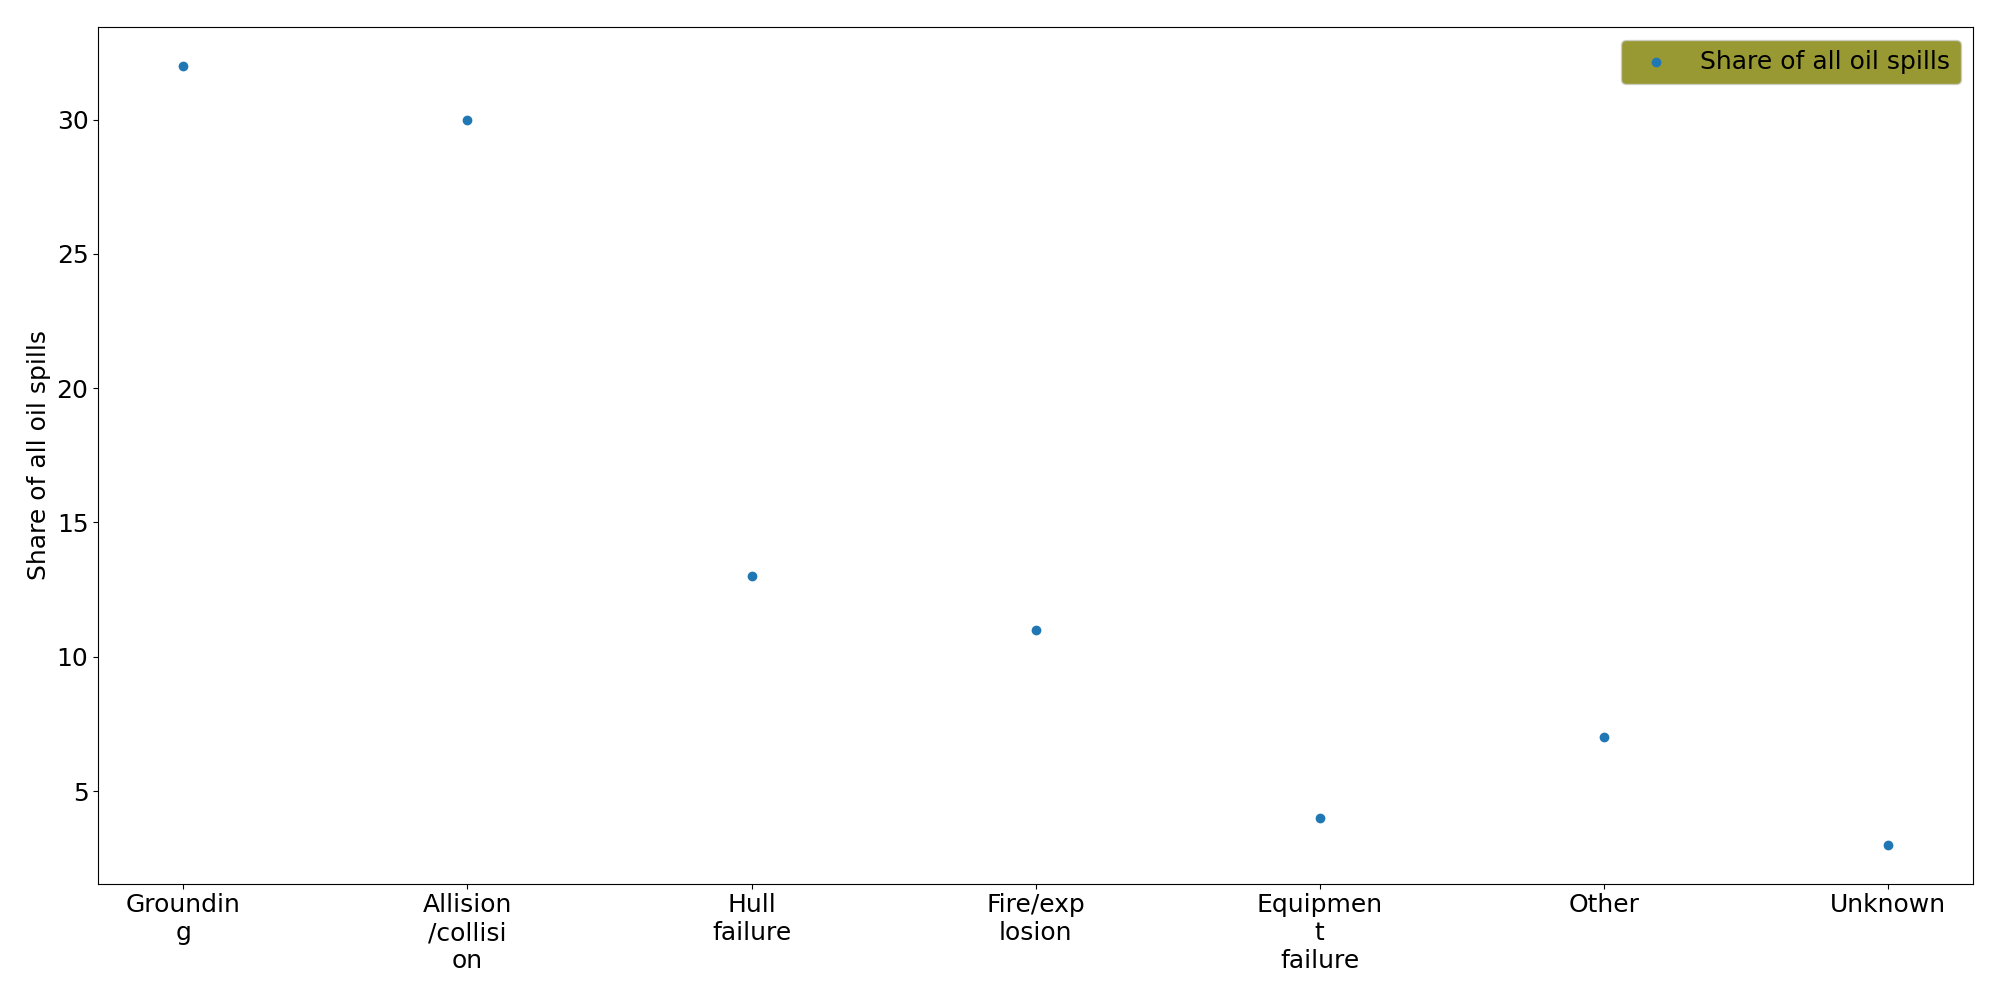 Share of all oil spills
30
25
20
15
10
5
Share of all oil spills
Groundin
g
Allision
/collisi
on
Hull
failure
Fire/exp
losion
Equipmen
t
failure
Other
Unknown